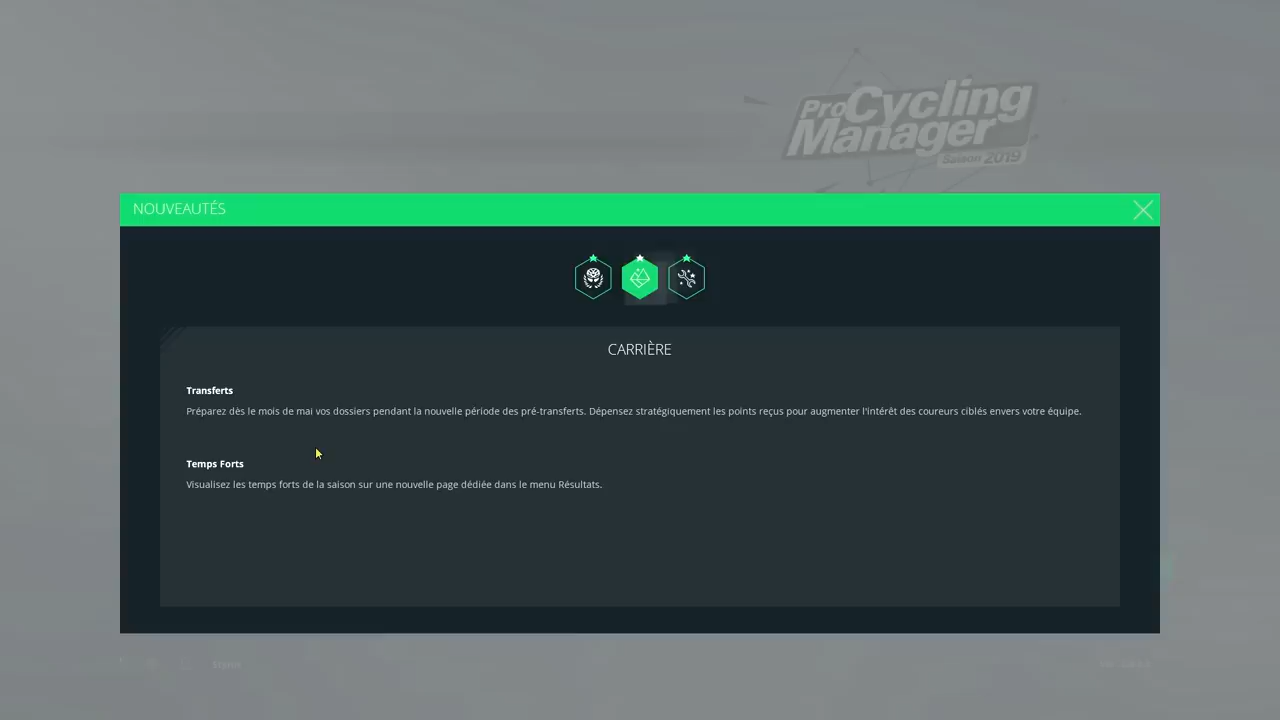 Pro Cycling
Manager
Saison 2019
NOUVEAUTÉS
CARRIÈRE
Transferts
Préparez dès le mois de mai vos dossiers pendant la nouvelle période des pré-transferts. Dépensez stratégiquement les points reçus pour augmenter l'intérêt des coureurs ciblés envers votre équipe.
Temps Forts
Visualisez les temps forts de la saison sur une nouvelle page dédiée dans le menu Résultats.